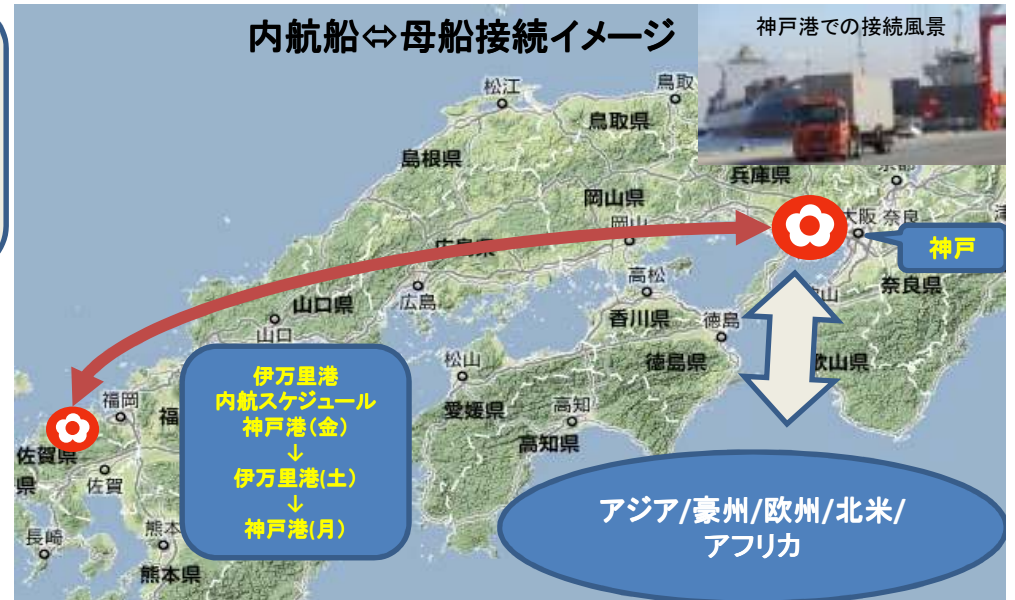 内航船⇔母船接続イメージ
神戸港での接続風景
松江
鳥取
鳥取県
島根県
兵庫県
岡山県
岡山
大阪
奈良
神戸
広島県
奈良県
高松
山口県
広島
香川県
徳島
山口
松山
徳島県
歌山県
伊万里港
内航スケジュール
神戸港(金)
↓
伊万里港(土)
↓
神戸港(月)
福岡
愛媛県
高知
高知県
佐賀県
佐賀
県
長崎
熊本
熊本県
アジア/豪州/欧州/北米/
アフリカ